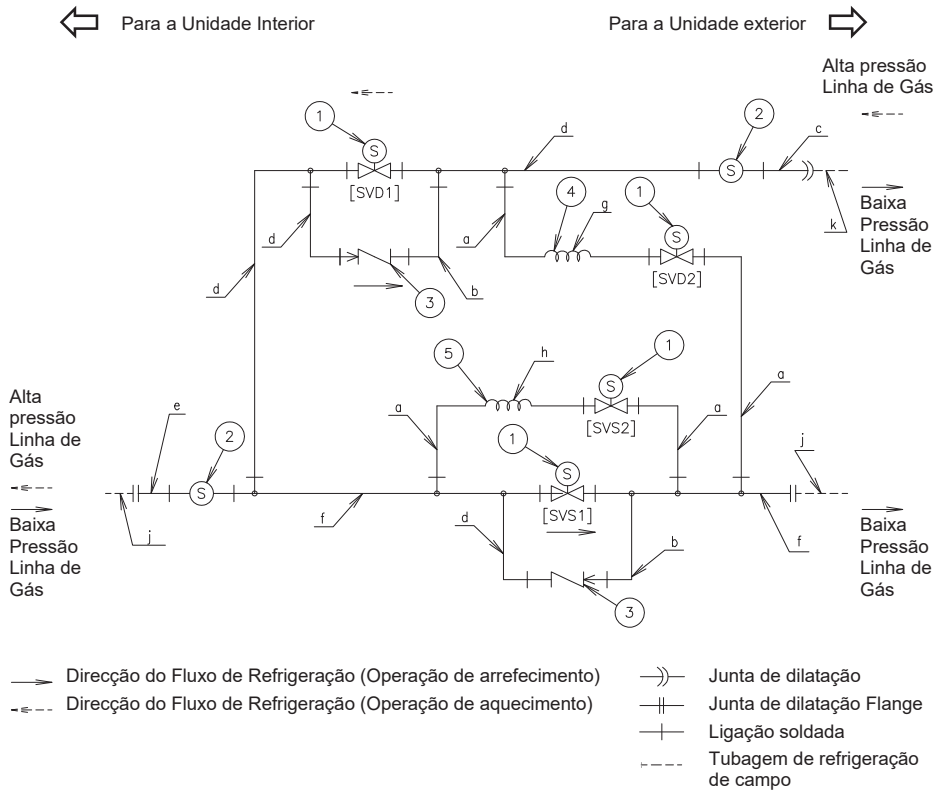 Para a Unidade Interior
Para a Unidade exterior
Alta pressão
Linha de Gás
1
[SVD1]
d
2
c
k
Baixa
Pressão
Linha de
Gás
d
d
3
b
a
4
g
1
[SVD2]
a
5
h
1
[SVS2]
a
a
Alta
pressão
Linha de
Gás
e
2
j
Baixa
Pressão
Linha de
Gás
f
1
[SVS1]
d
b
3
f
j
Baixa
Pressão
Linha de
Gás
S
S
S
S
S
S
Direcção do Fluxo de Refrigeração (Operação de arrefecimento)
Direcção do Fluxo de Refrigeração (Operação de aquecimento)
Junta de dilatação
Junta de dilatação Flange
Ligação soldada
Tubagem de refrigeração
de campo